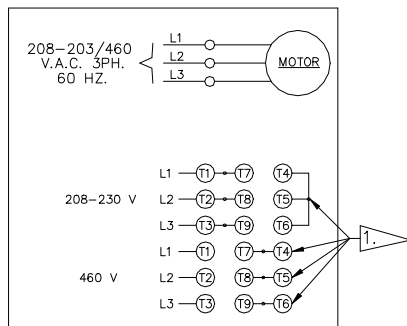 208-203/460
V.A.C. 3PH.
60 HZ.
L1
L2
L3
MOTOR
L1 T1 T7 T4
208-230 V L2 T2 T8 T5
L3 T3 T9 T6
L1 T1 T7 T4
460 V L2 T2 T8 T5
L3 T3 T9 T6
1.